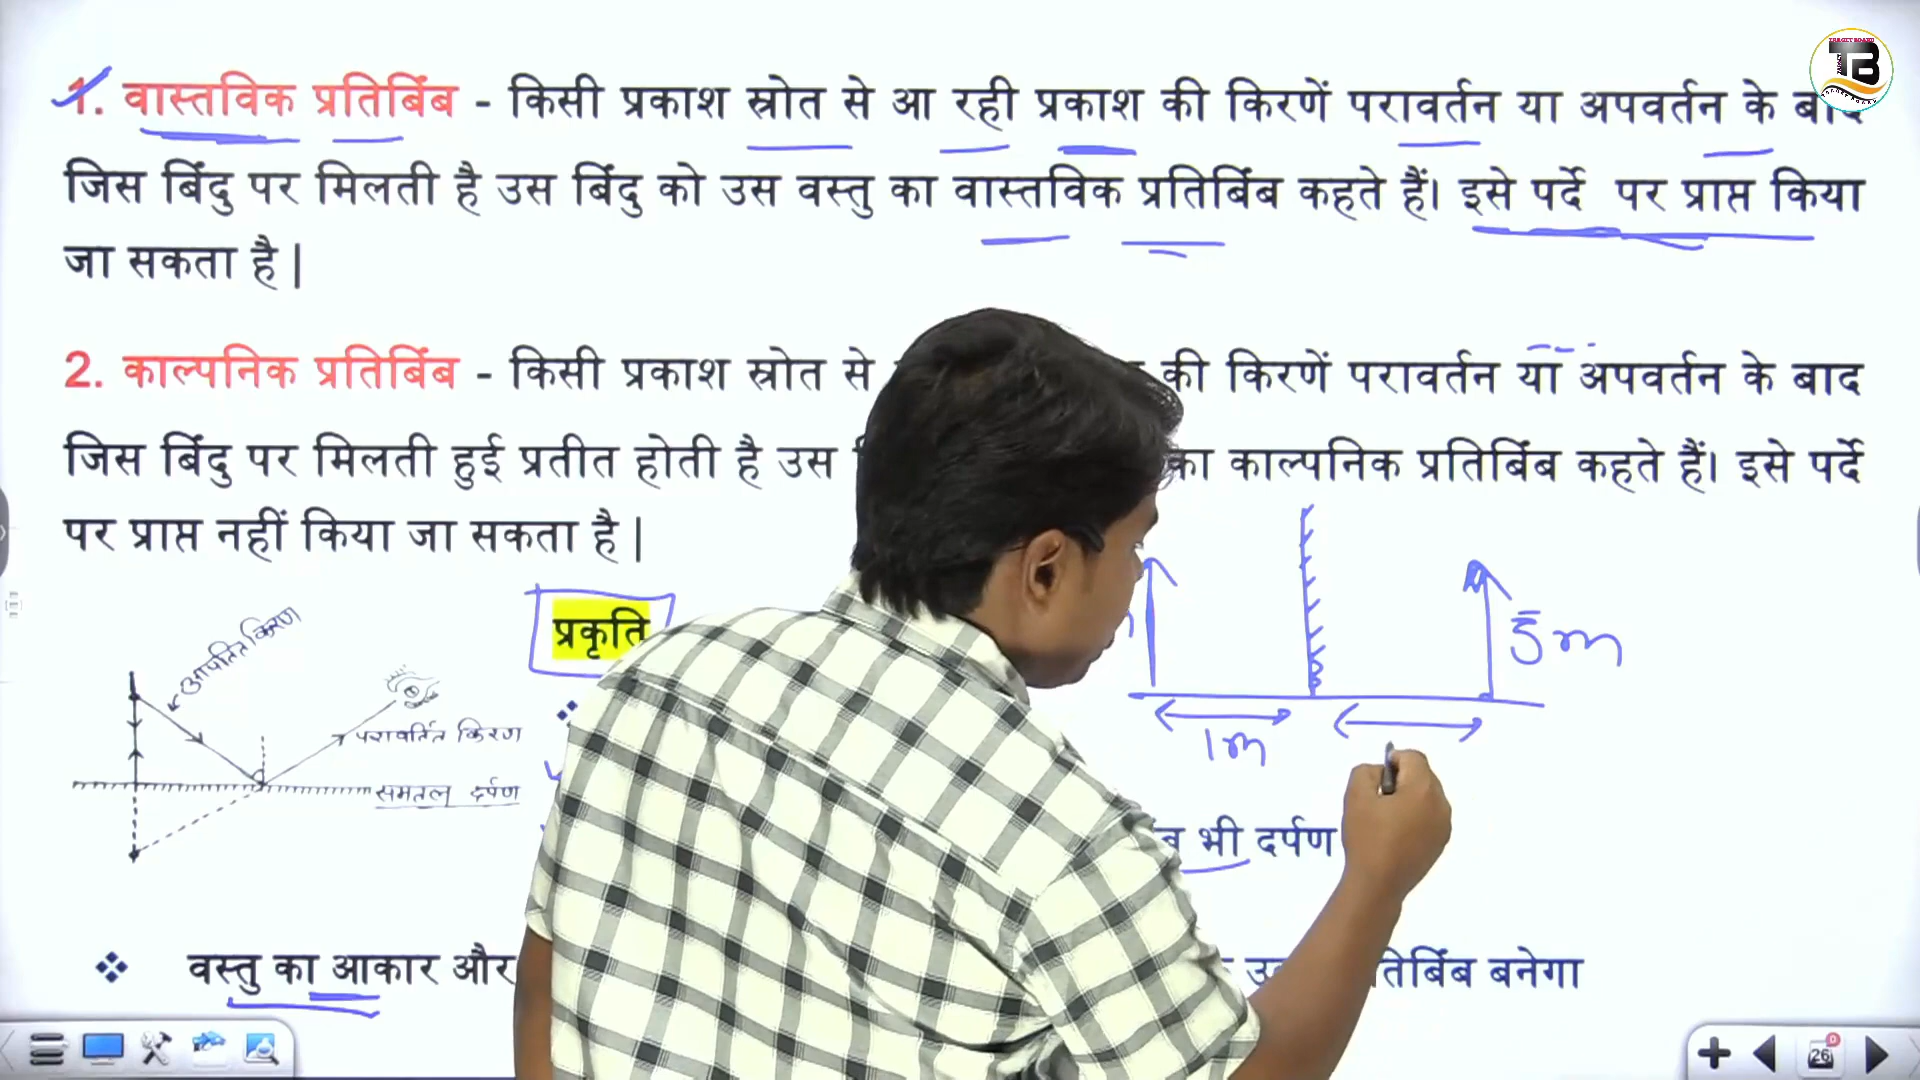 1. वास्तविक प्रतिबिंब - किसी प्रकाश स्रोत से आ रही प्रकाश की किरणें परावर्तन या अपवर्तन के बाद
जिस बिंदु पर मिलती है उस बिंदु को उस वस्तु का वास्तविक प्रतिबिंब कहते हैं। इसे पर्दे पर प्राप्त किया
जा सकता है |
2. काल्पनिक प्रतिबिंब - किसी प्रकाश स्रोत से की किरणें परावर्तन या अपवर्तन के बाद
जिस बिंदु पर मिलती हुई प्रतीत होती है उस का काल्पनिक प्रतिबिंब कहते हैं। इसे पर्दे
पर प्राप्त नहीं किया जा सकता है |
प्रकृति
आपतित किरण
परावर्तित किरण
समतल दर्पण
5m
1m
भी दर्पण
वस्तु का आकार और बनेगा
TB
26